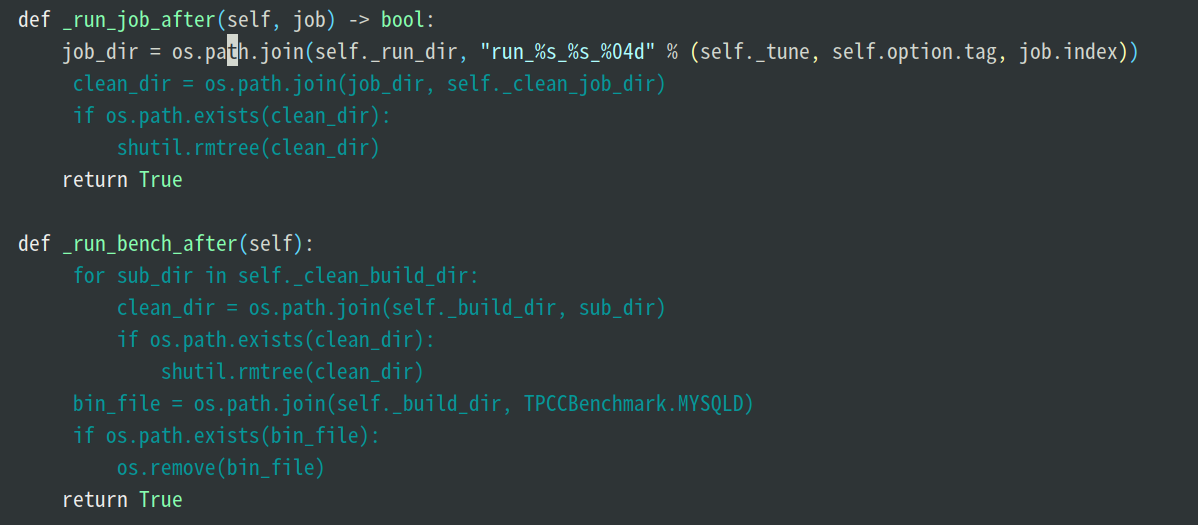 def _run_job_after(self, job) -> bool:
    job_dir = os.path.join(self._run_dir, "run_%s_%s_%04d" % (self._tune, self.option.tag, job.index))
     clean_dir = os.path.join(job_dir, self._clean_job_dir)
     if os.path.exists(clean_dir):
         shutil.rmtree(clean_dir)
    return True

def _run_bench_after(self):
     for sub_dir in self._clean_build_dir:
         clean_dir = os.path.join(self._build_dir, sub_dir)
         if os.path.exists(clean_dir):
             shutil.rmtree(clean_dir)
     bin_file = os.path.join(self._build_dir, TPCCBenchmark.MYSQLD)
     if os.path.exists(bin_file):
         os.remove(bin_file)
    return True